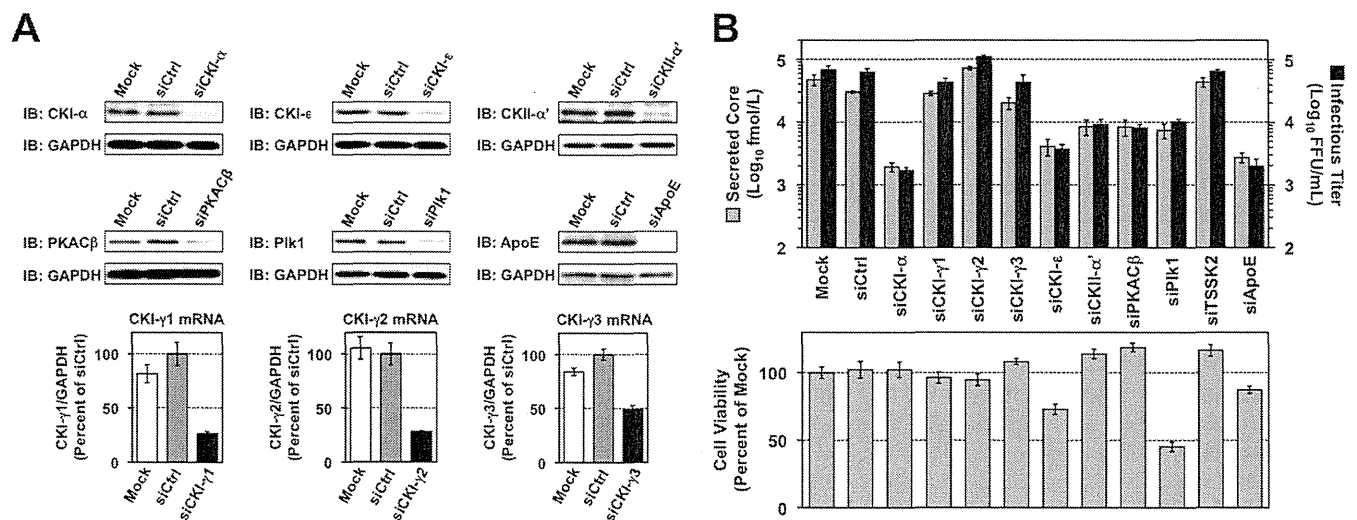 A
Mock
siCtrl
siCKI-α
IB: CKI-α
IB: GAPDH
Mock
siCtrl
siCKI-ε
IB: CKI-ε
IB: GAPDH
Mock
siCtrl
siCKII-α'
IB: CKII-α'
IB: GAPDH
Mock
siCtrl
siPKACβ
IB: PKACβ
IB: GAPDH
Mock
siCtrl
siPlk1
IB: Plk1
IB: GAPDH
Mock
siCtrl
siApoE
IB: ApoE
IB: GAPDH
CKI-γ1 mRNA
CKI-γ1/GAPDH
(Percent of siCtrl)
100
50
0
Mock
siCtrl
siCKI-γ1
CKI-γ2 mRNA
CKI-γ2/GAPDH
(Percent of siCtrl)
100
50
0
Mock
siCtrl
siCKI-γ2
CKI-γ3 mRNA
CKI-γ3/GAPDH
(Percent of siCtrl)
100
50
0
Mock
siCtrl
siCKI-γ3
B
Secreted Core
(Log10 fmol/L)
5
4
3
2
5
4
3
2
Infectious Titer
(Log10 FFU/mL)
Mock
siCtrl
siCKI-α
siCKI-γ1
siCKI-γ2
siCKI-γ3
siCKI-ε
siCKII-α'
siPKACβ
siPlk1
siTSSK2
siApoE
Cell Viability
(Percent of Mock)
100
50
0